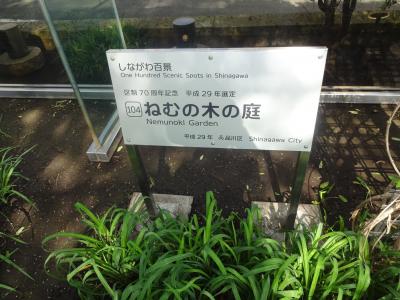 しながわ百景
One Hundred Scenic Spots in Shinagawa
区制70周年記念 平成29年選定
104 ねむの木の庭
Nemunoki Garden
平成29年 品川区 Shinagawa City